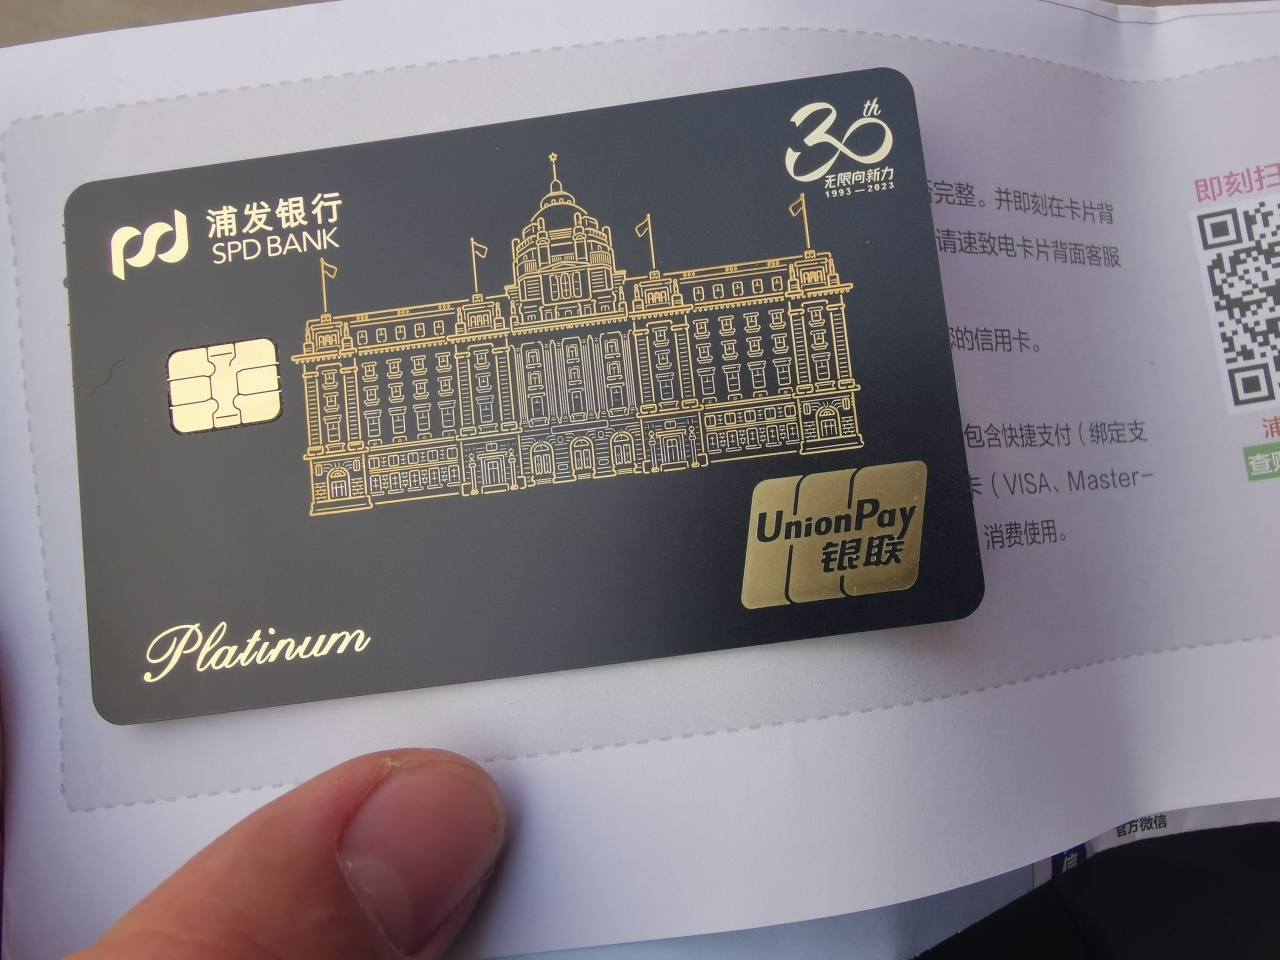 浦发银行
SPD BANK
30th
无限向新力
1993—2023
UnionPay
银联
Platinum
完整。并即刻在卡片背
请速致电卡片背面客服
的信用卡。
包含快捷支付（绑定支
卡（VISA、Master-
消费使用。
即刻扫
浦
查
官方微信
信